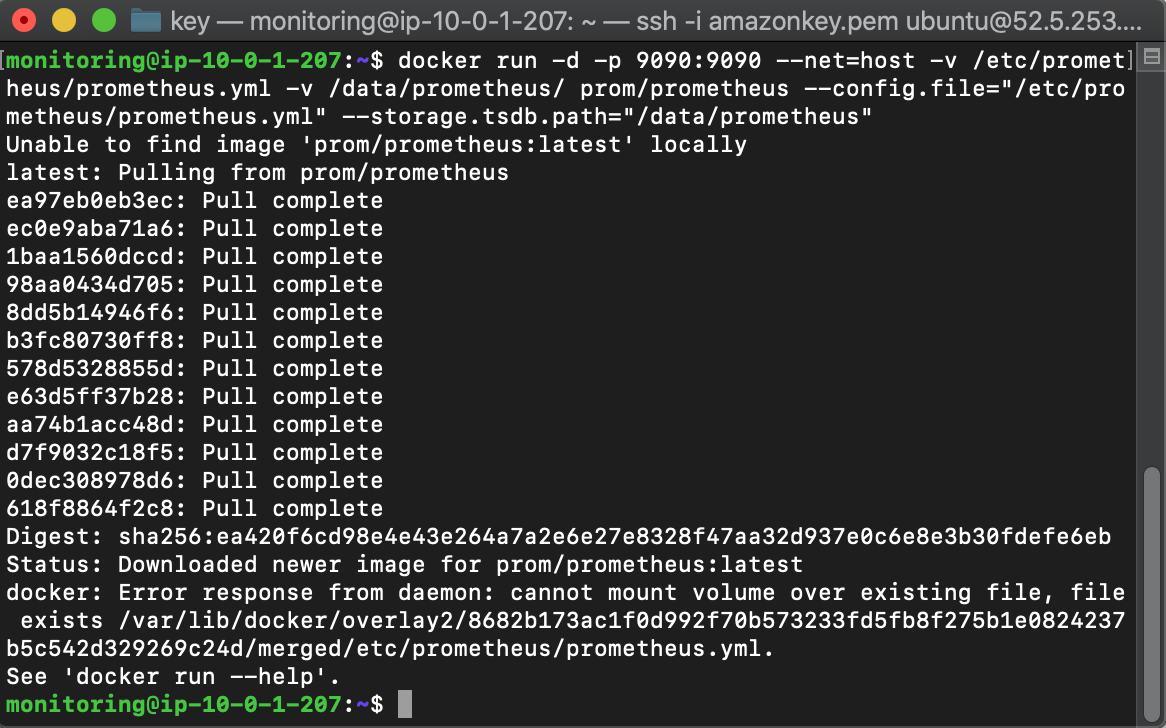 key — monitoring@ip-10-0-1-207: ~ — ssh -i amazonkey.pem ubuntu@52.5.253....
[monitoring@ip-10-0-1-207:~$ docker run -d -p 9090:9090 --net=host -v /etc/promet]
heus/prometheus.yml -v /data/prometheus/ prom/prometheus --config.file="/etc/pro
metheus/prometheus.yml" --storage.tsdb.path="/data/prometheus"
Unable to find image 'prom/prometheus:latest' locally
latest: Pulling from prom/prometheus
ea97eb0eb3ec: Pull complete
ec0e9aba71a6: Pull complete
1baa1560dccd: Pull complete
98aa0434d705: Pull complete
8dd5b14946f6: Pull complete
b3fc80730ff8: Pull complete
578d5328855d: Pull complete
e63d5ff37b28: Pull complete
aa74b1acc48d: Pull complete
d7f9032c18f5: Pull complete
0dec308978d6: Pull complete
618f8864f2c8: Pull complete
Digest: sha256:ea420f6cd98e4e43e264a7a2e6e27e8328f47aa32d937e0c6e8e3b30fdefe6eb
Status: Downloaded newer image for prom/prometheus:latest
docker: Error response from daemon: cannot mount volume over existing file, file
 exists /var/lib/docker/overlay2/8682b173ac1f0d992f70b573233fd5fb8f275b1e0824237
b5c542d329269c24d/merged/etc/prometheus/prometheus.yml.
See 'docker run --help'.
monitoring@ip-10-0-1-207:~$